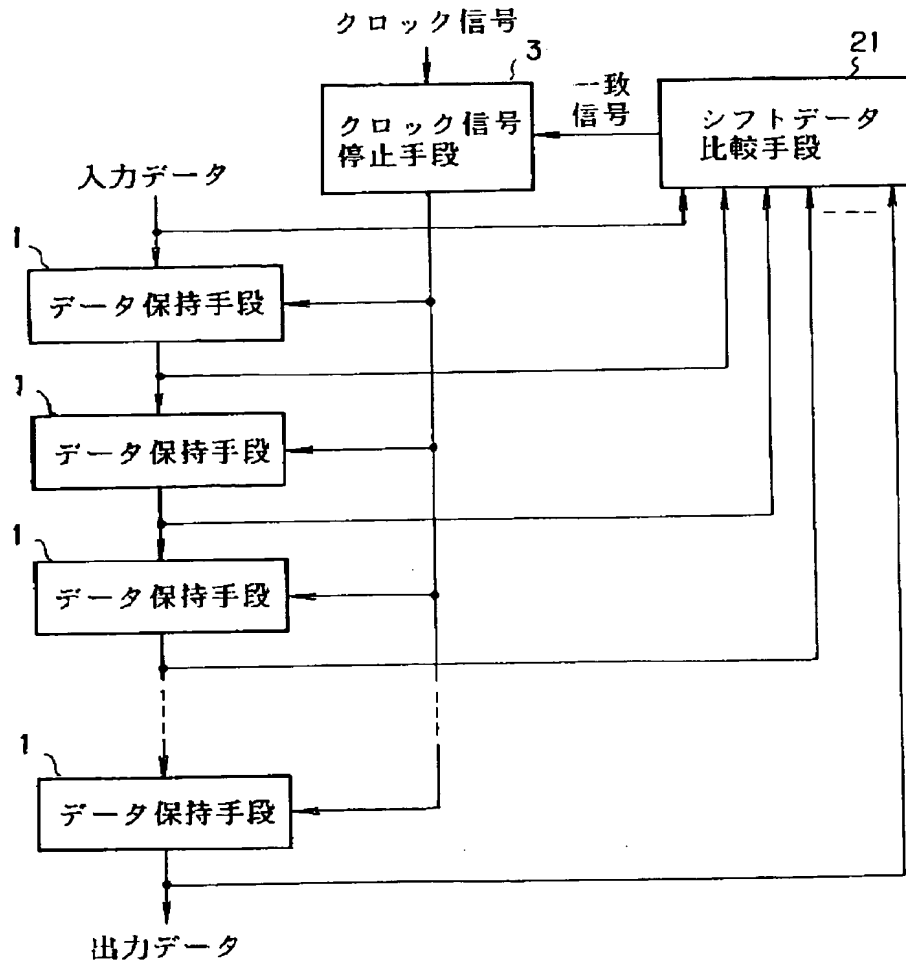 クロック信号
3
21
クロック信号
停止手段
一致
信号
シフトデータ
比較手段
入力データ
1
データ保持手段
1
データ保持手段
1
データ保持手段
1
データ保持手段
出力データ